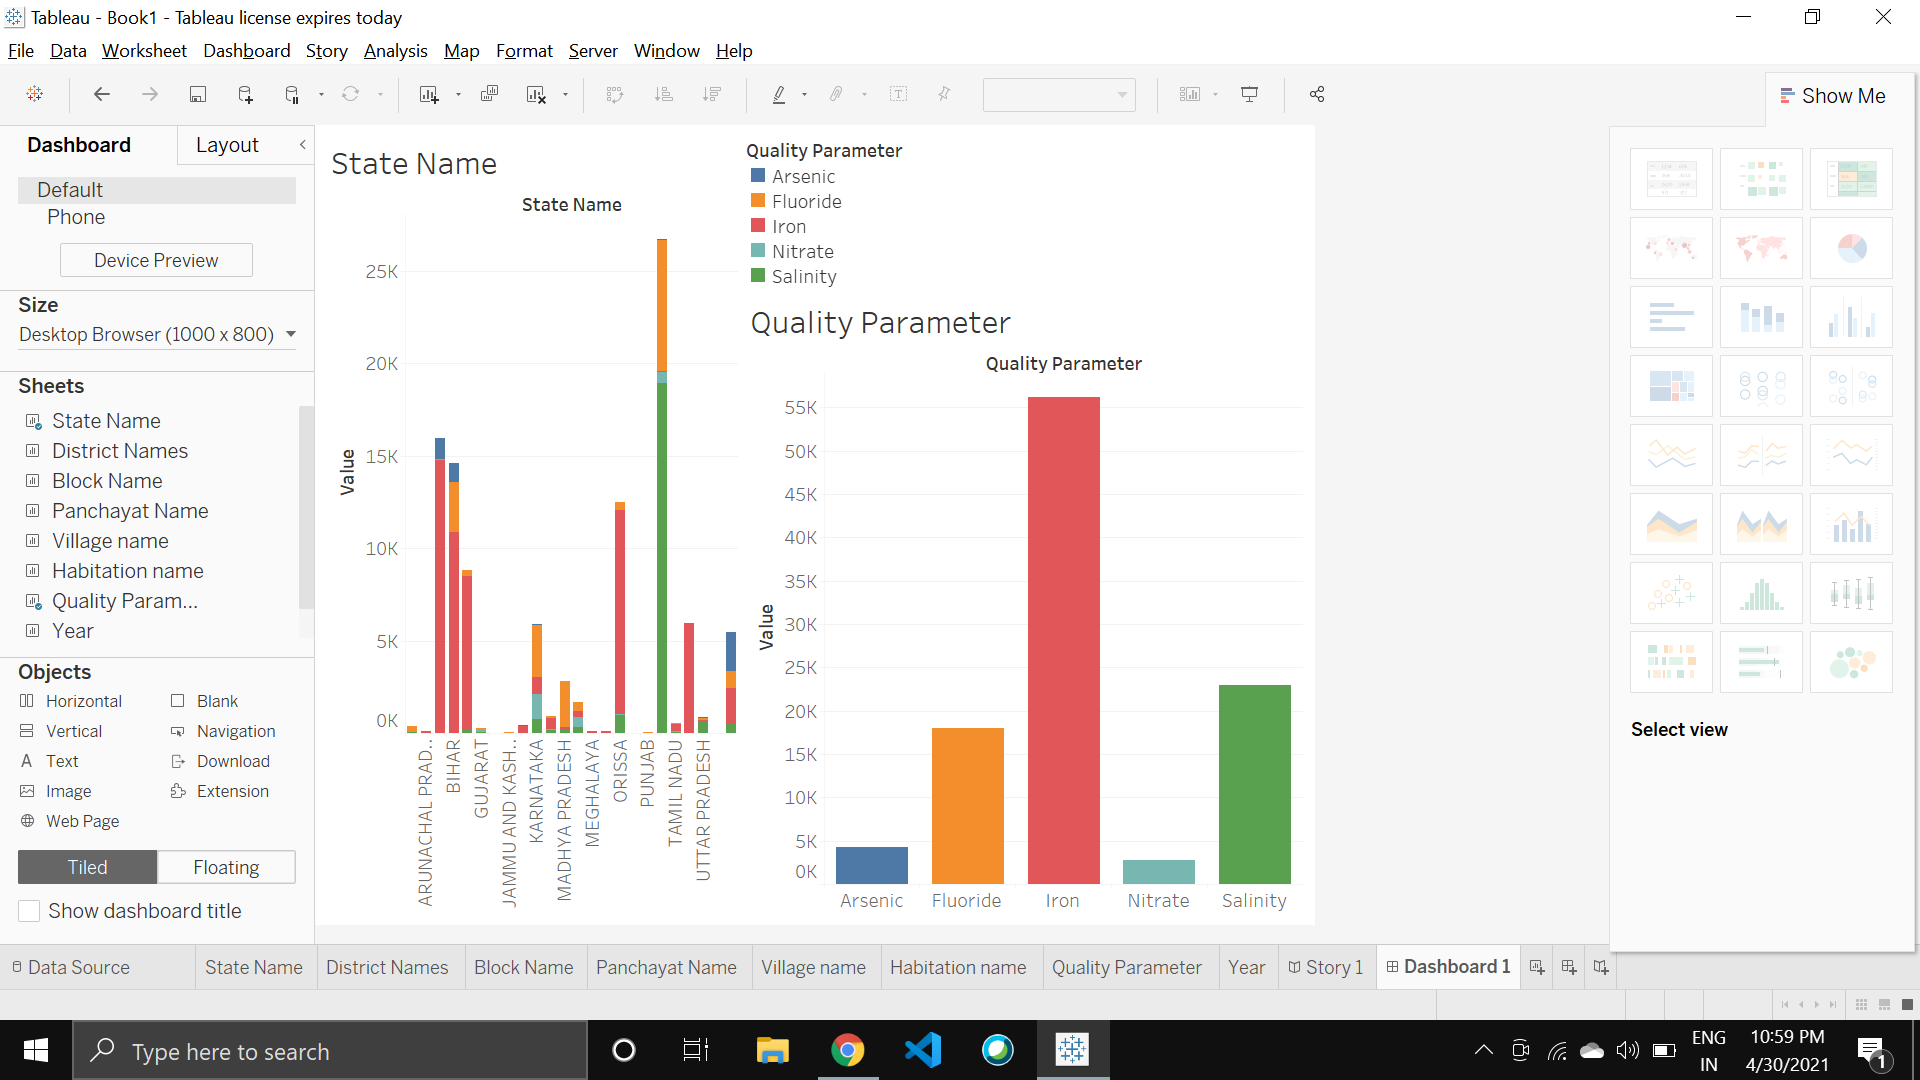 Tableau - Book1 - Tableau license expires today
File Data Worksheet Dashboard Story Analysis Map Format Server Window Help
Show Me
Dashboard
Layout
Default
Phone
Device Preview
Size
Desktop Browser (1000 x 800)
Sheets
State Name
District Names
Block Name
Panchayat Name
Village name
Habitation name
Quality Param...
Year
Objects
Horizontal
Blank
Vertical
Navigation
Text
Download
Image
Extension
Web Page
Tiled
Floating
Show dashboard title
State Name
State Name
Value
25K
20K
15K
10K
5K
0K
ARUNACHAL PRAD..
BIHAR
GUJARAT
JAMMU AND KASH..
KARNATAKA
MADHYA PRADESH
MEGHALAYA
ORISSA
PUNJAB
TAMIL NADU
UTTAR PRADESH
Quality Parameter
Arsenic
Fluoride
Iron
Nitrate
Salinity
Quality Parameter
Quality Parameter
Value
55K
50K
45K
40K
35K
30K
25K
20K
15K
10K
5K
0K
Arsenic
Fluoride
Iron
Nitrate
Salinity
Select view
Data Source
State Name
District Names
Block Name
Panchayat Name
Village name
Habitation name
Quality Parameter
Year
Story 1
Dashboard 1
Type here to search
ENG
IN
10:59 PM
4/30/2021
1